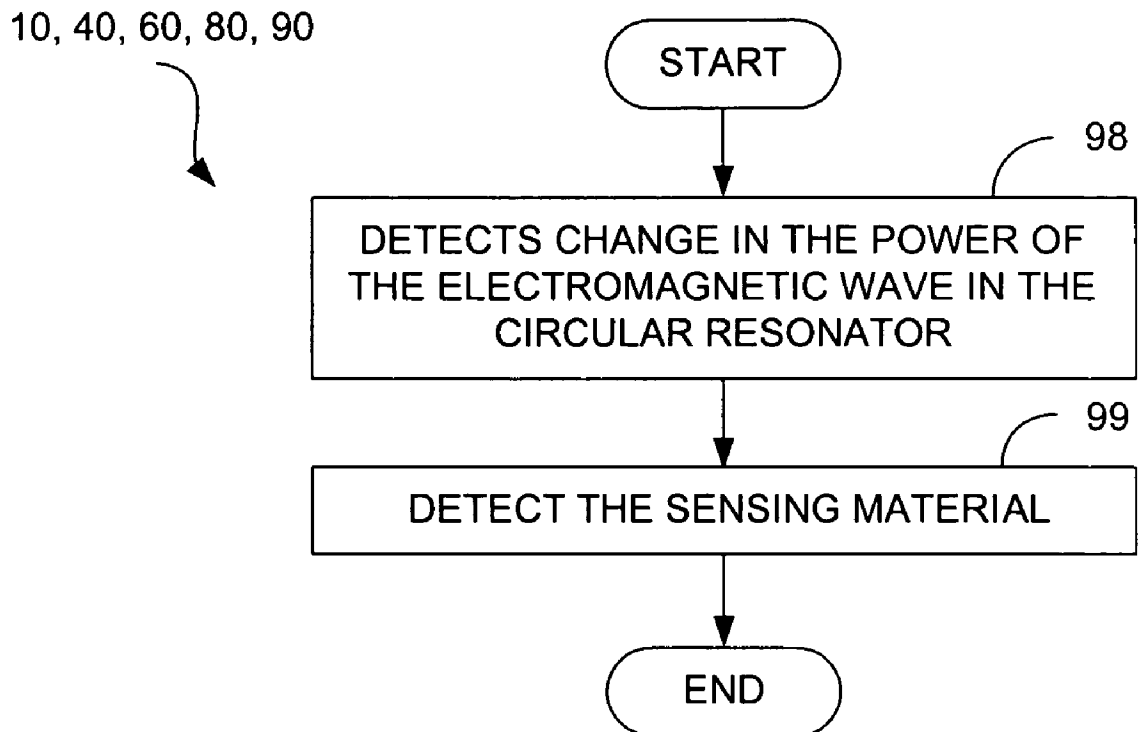 10, 40, 60, 80, 90
START
98
DETECTS CHANGE IN THE POWER OF
THE ELECTROMAGNETIC WAVE IN THE
CIRCULAR RESONATOR
99
DETECT THE SENSING MATERIAL
END